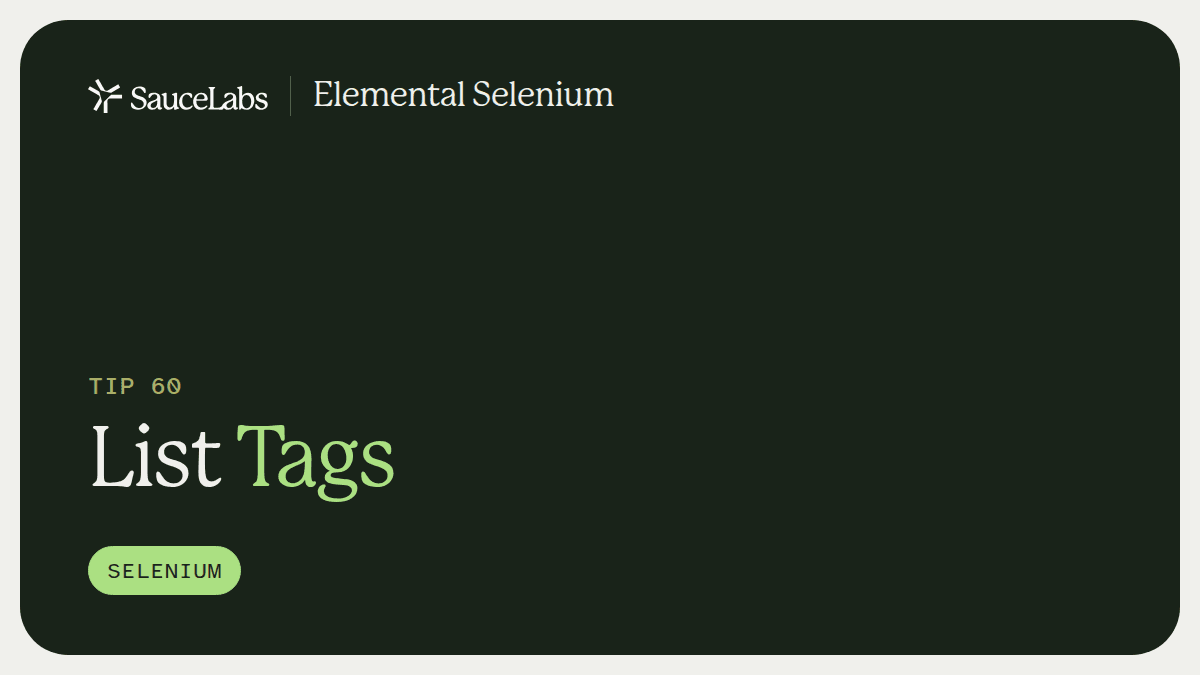 SauceLabs
Elemental Selenium
TIP 60
List Tags
SELENIUM